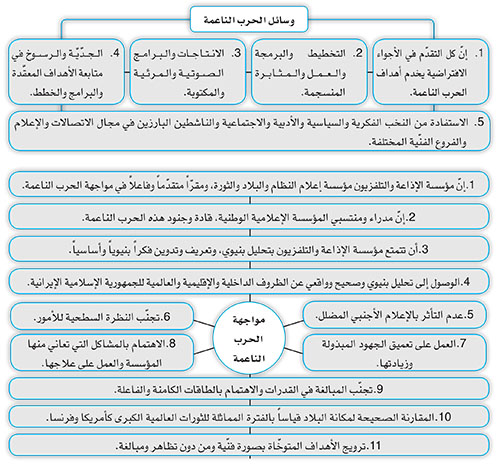 وسائل الحرب الناعمة
1. إنّ كل التقدّم في الأجواء
الافتراضية يخدم أهداف
الحرب الناعمة.
2. التخطيط والبرمجة
والعمل والمثابرة
المنسجمة.
3. الانتاجات والبرامج
الصوتية والمرئية
والمكتوبة.
4. الجديّة والرسوخ في
متابعة الأهداف المعقّدة
والبرامج والخطط.
5. الاستفادة من النخب الفكرية والسياسية والأدبية والاجتماعية والناشطين البارزين في مجال الاتصالات والإعلام
والفروع الفنّية المختلفة.
1. إنّ مؤسسة الإذاعة والتلفزيون مؤسسة إعلام النظام والبلاد والثورة، ومقرّاً متقدّماً وفاعلاً في مواجهة الحرب الناعمة.
2. إنّ مدراء ومنتسبي المؤسسة الإعلامية الوطنية، قادة وجنود هذه الحرب الناعمة.
3. أن تتمتع مؤسسة الإذاعة والتلفزيون بتحليل بنيوي، وتعريف وتدوين فكراً بنيوياً وأساسياً.
4. الوصول إلى تحليل بنيوي وصحيح وواقعي عن الظروف الداخلية والإقليمية والعالمية للجمهورية الإسلامية الإيرانية.
5. عدم التأثر بالإعلام الأجنبي المضلل.
6. تجنّب النظرة السطحية للأمور.
مواجهة
الحرب
الناعمة
7. العمل على تعميق الجهود المبذولة
وزيادتها.
8. الاهتمام بالمشاكل التي تعاني منها
المؤسسة والعمل على علاجها.
9. تجنّب المبالغة في القدرات والاهتمام بالطاقات الكامنة والفاعلة.
10. المقارنة الصحيحة لمكانة البلاد قياساً بالفترة المماثلة للثورات العالمية الكبرى كأمريكا وفرنسا.
11. ترويج الأهداف المتوخّاة بصورة فنّية ومن دون تظاهر ومبالغة.